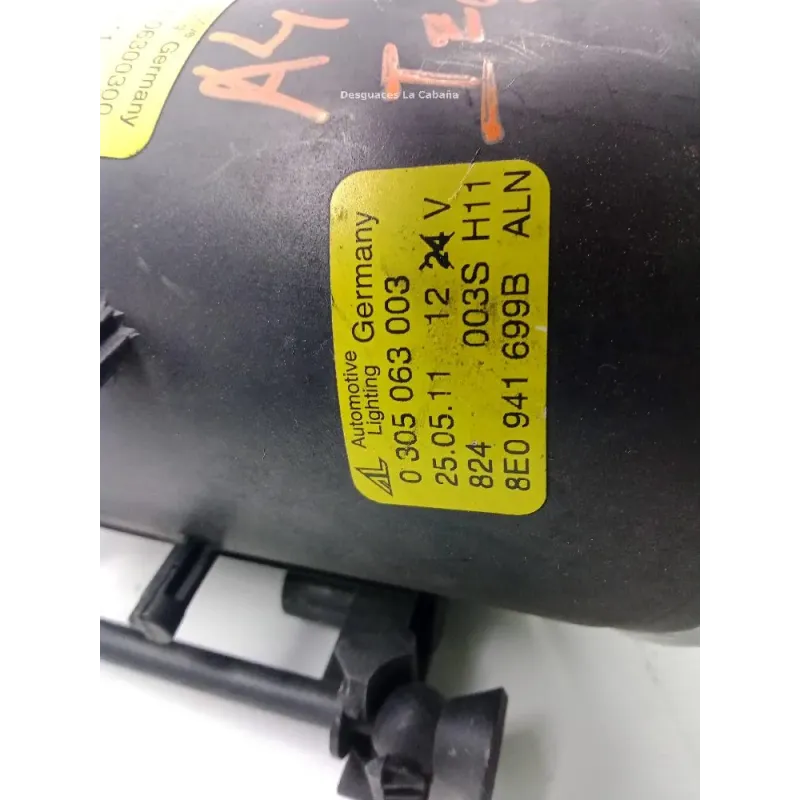 A4
Desguaces La Cabaña
Germany
06300300
Automotive
Lighting Germany
0 305 063 003
25.05.11 12 24 V
824 003S H11
8E0 941 699B ALN